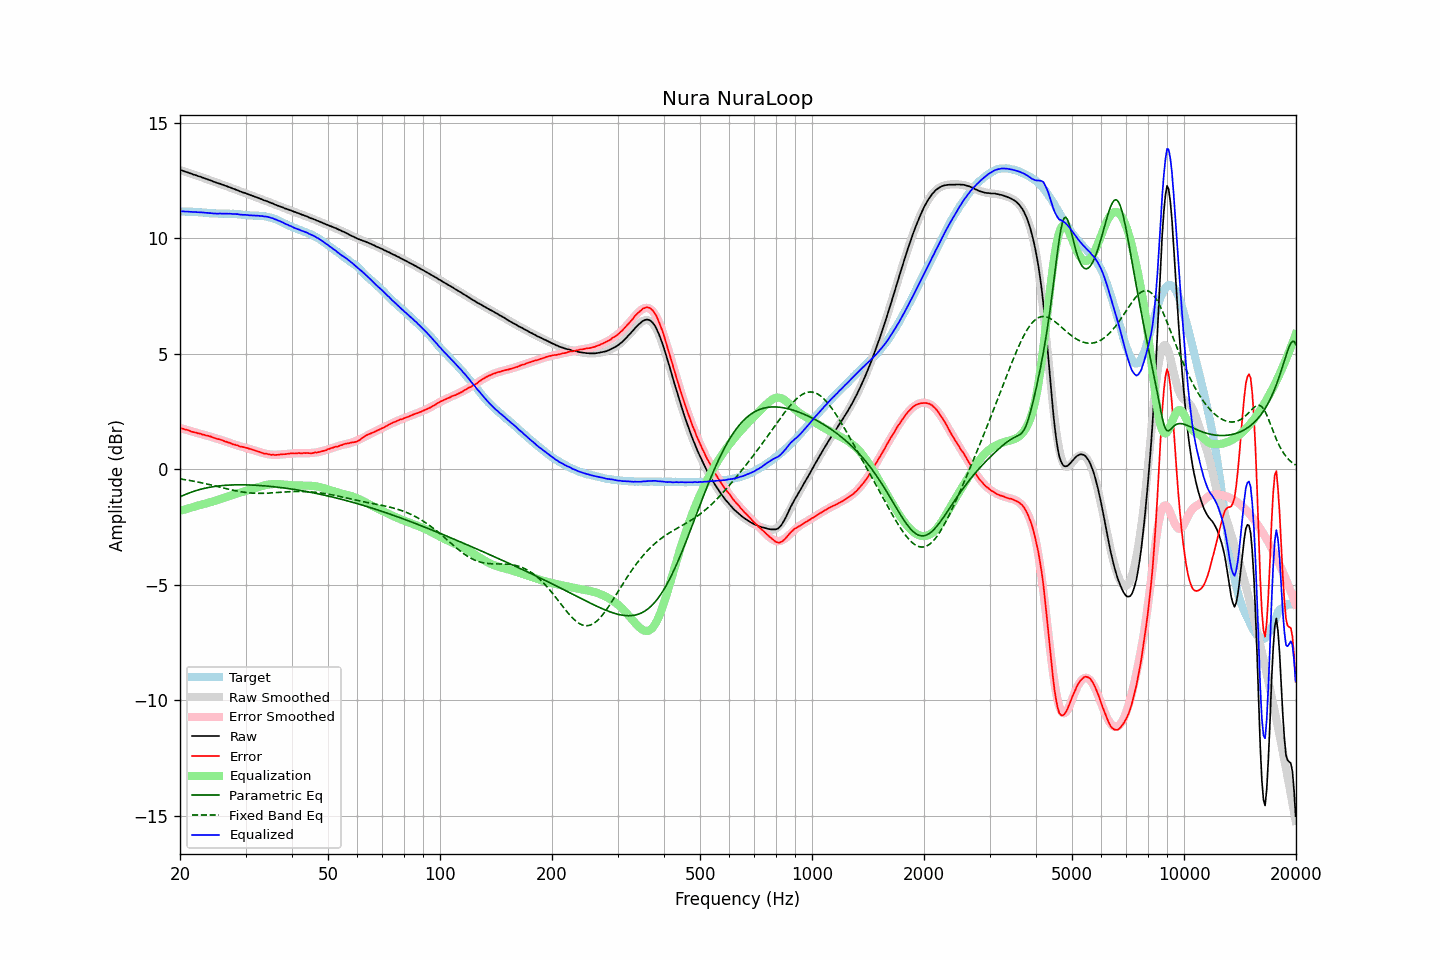 Nura NuraLoop
Amplitude (dBr)
15
10
5
0
−5
−10
−15
Target
Raw Smoothed
Error Smoothed
Raw
Error
Equalization
Parametric Eq
Fixed Band Eq
Equalized
20 50 100 200 500 1000 2000 5000 10000 20000
Frequency (Hz)